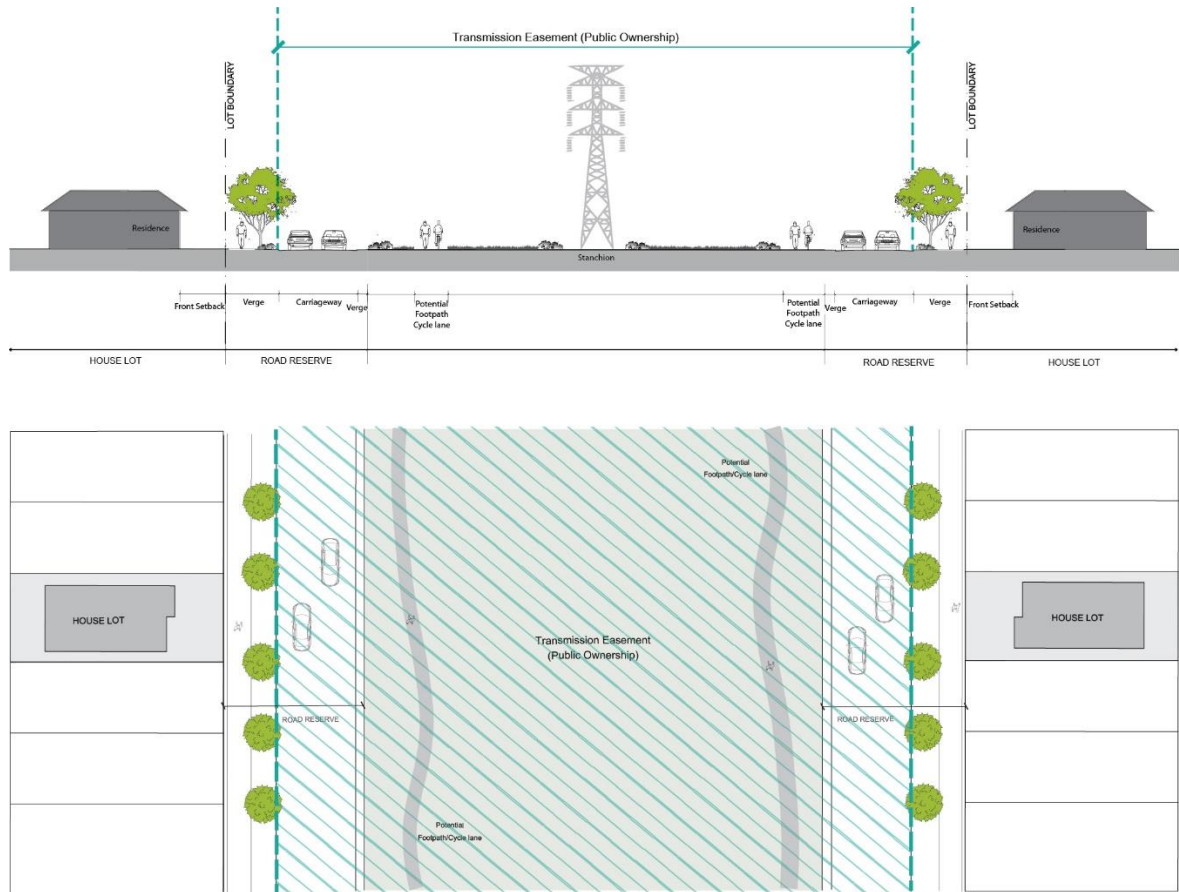 Transmission Easement (Public Ownership)
LOT BOUNDARY
LOT BOUNDARY
Residence
Residence
Stanchion
Front Setback
Verge
Carriageway
Verge
Potential
Footpath
Cycle lane
Potential
Footpath
Cycle lane
Verge
Carriageway
Verge
Front Setback
HOUSE LOT
ROAD RESERVE
ROAD RESERVE
HOUSE LOT
Potential
Footpath/Cycle lane
HOUSE LOT
HOUSE LOT
Transmission Easement
(Public Ownership)
ROAD RESERVE
ROAD RESERVE
Potential
Footpath/Cycle lane